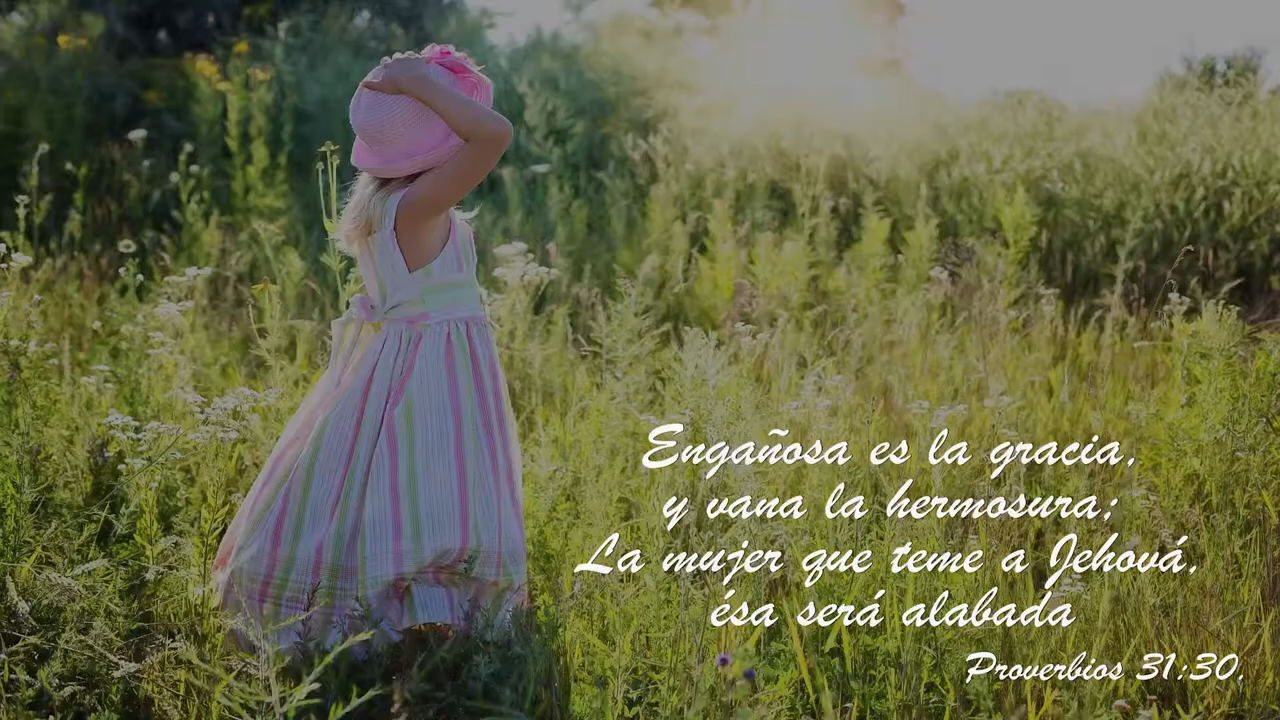 Engañosa es la gracia,
y vana la hermosura;
La mujer que teme a Jehová,
ésa será alabada
Proverbios 31:30.